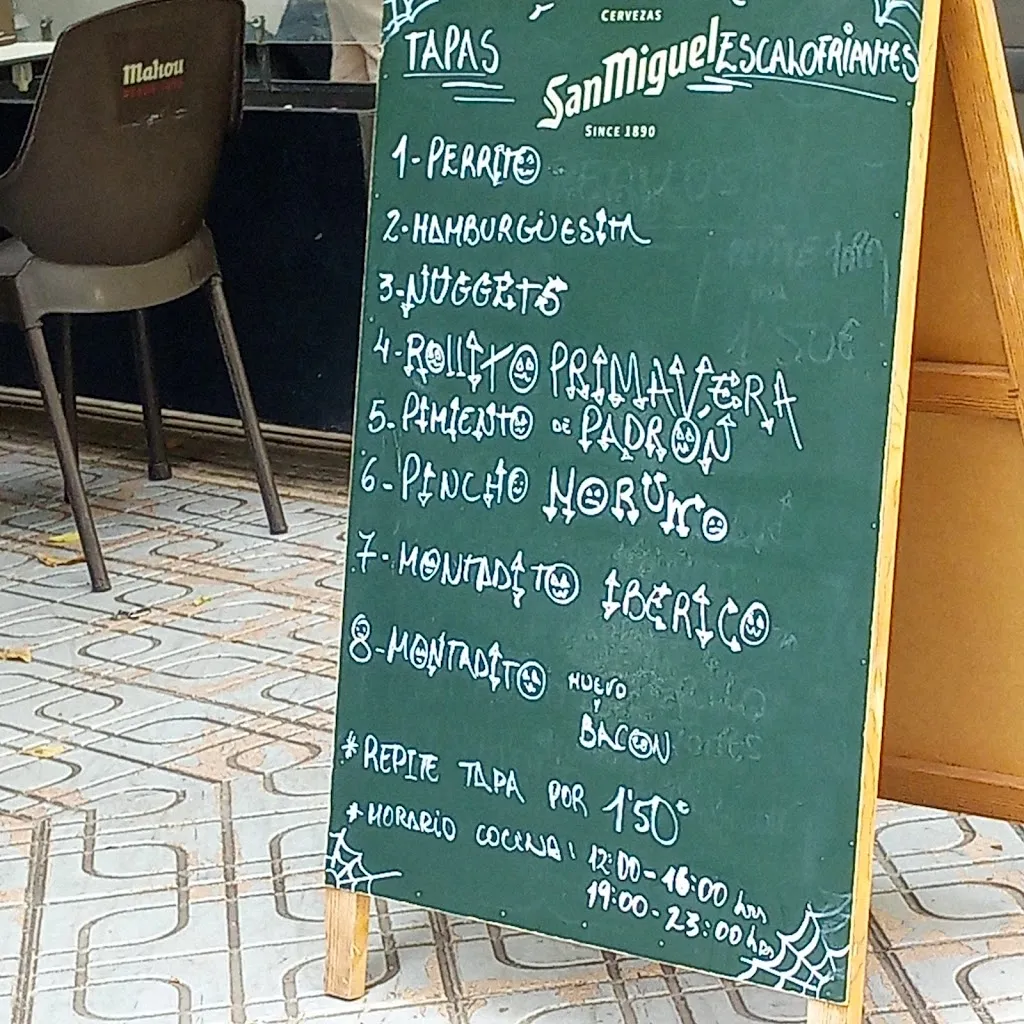 Mahou
CERVEZAS
TAPAS San Miguel ESCALOFRIANTES
SINCE 1890
1-PERRITO
2-HAMBURGÜESITA
3-NUGGETS
4-ROLLITO PRIMAVERA
5-PIMIENTO DE PADRÓN
6-PINCHO MORUNO
7-MONTADITO IBERICO
8-MONTADITO HUEVO
Y
BACON
*REPITE TAPA POR 1'50€
*HORARIO COCINA: 12:00-16:00 hrs
19:00-23:00 hrs